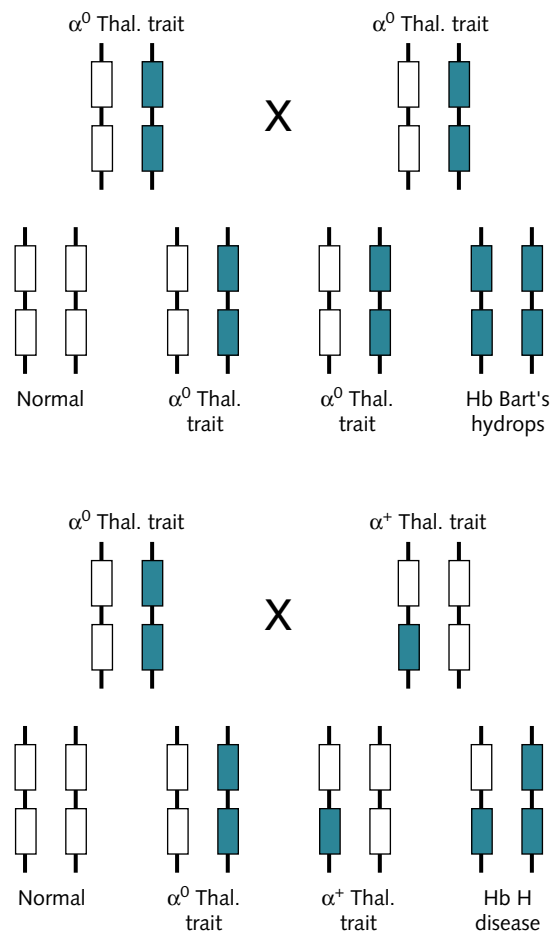 α⁰ Thal. trait
α⁰ Thal. trait
X
Normal
α⁰ Thal.
trait
α⁰ Thal.
trait
Hb Bart's
hydrops
α⁰ Thal. trait
α⁺ Thal. trait
X
Normal
α⁰ Thal.
trait
α⁺ Thal.
trait
Hb H
disease